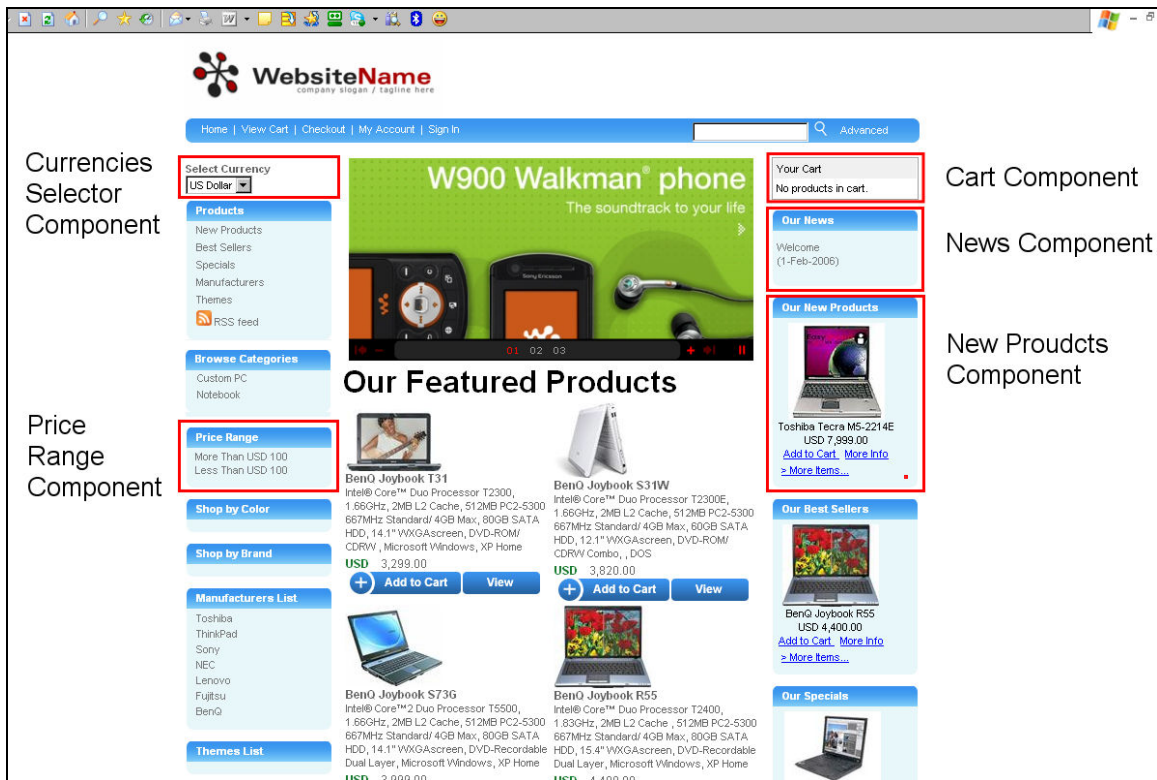 WebsiteName
company slogan / tagline here
Home | View Cart | Checkout | My Account | Sign In
Advanced
Currencies
Selector
Component
Select Currency
US Dollar
Products
New Products
Best Sellers
Specials
Manufacturers
Themes
RSS feed
Browse Categories
Custom PC
Notebook
Price
Range
Component
Price Range
More Than USD 100
Less Than USD 100
Shop by Color
Shop by Brand
Manufacturers List
Toshiba
ThinkPad
Sony
NEC
Lenovo
Fujitsu
BenQ
Themes List
W900 Walkman® phone
The soundtrack to your life
Sony Ericsson
01 02 03
Our Featured Products
BenQ Joybook T31
Intel® Core™ Duo Processor T2300,
1.66GHz, 2MB L2 Cache, 512MB PC2-5300
667MHz Standard/ 4GB Max, 80GB SATA
HDD, 14.1" WXGAscreen, DVD-ROM/
CDRW , Microsoft Windows, XP Home
USD 3,299.00
Add to Cart View
BenQ Joybook S31W
Intel® Core™ Duo Processor T2300E,
1.66GHz, 2MB L2 Cache, 512MB PC2-5300
667MHz Standard/ 4GB Max, 60GB SATA
HDD, 12.1" WXGAscreen, DVD-ROM/
CDRW Combo, , DOS
USD 3,820.00
Add to Cart View
BenQ Joybook S73G
Intel® Core™2 Duo Processor T5500,
1.66GHz, 2MB L2 Cache, 512MB PC2-5300
667MHz Standard/ 4GB Max, 80GB SATA
HDD, 14.1" WXGAscreen, DVD-Recordable
Dual Layer, Microsoft Windows, XP Home
USD 3,999.00
BenQ Joybook R55
Intel® Core™ Duo Processor T2400,
1.83GHz, 2MB L2 Cache , 512MB PC2-5300
667MHz Standard/ 4GB Max, 80GB SATA
HDD, 15.4" WXGAscreen, DVD-Recordable
Dual Layer, Microsoft Windows, XP Home
USD 4,400.00
Your Cart
No products in cart.
Cart Component
Our News
Welcome
(1-Feb-2006)
News Component
Our New Products
Toshiba Tecra M5-2214E
USD 7,999.00
Add to Cart More Info
> More Items...
New Proudcts
Component
Our Best Sellers
BenQ Joybook R55
USD 4,400.00
Add to Cart More Info
> More Items...
Our Specials